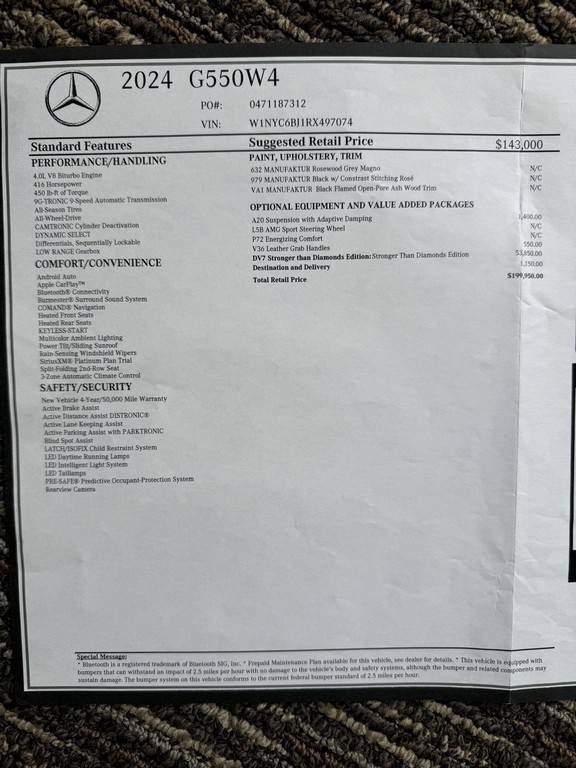 2024 G550W4
PO#: 0471187312
VIN: W1NYC6BJ1RX497074
Standard Features
PERFORMANCE/HANDLING
4.0L V8 Biturbo Engine
416 Horsepower
450 lb-ft of Torque
9G-TRONIC 9-Speed Automatic Transmission
All-Season Tires
All-Wheel-Drive
CAMTRONIC Cylinder Deactivation
DYNAMIC SELECT
Differentials, Sequentially Lockable
LOW RANGE Gearbox
COMFORT/CONVENIENCE
Android Auto
Apple CarPlay™
Bluetooth® Connectivity
Burmester® Surround Sound System
COMAND® Navigation
Heated Front Seats
Heated Rear Seats
KEYLESS-START
Multicolor Ambient Lighting
Power Tilt/Sliding Sunroof
Rain-Sensing Windshield Wipers
SiriusXM® Platinum Plan Trial
Split-Folding 2nd-Row Seat
3-Zone Automatic Climate Control
SAFETY/SECURITY
New Vehicle 4-Year/50,000 Mile Warranty
Active Brake Assist
Active Distance Assist DISTRONIC®
Active Lane Keeping Assist
Active Parking Assist with PARKTRONIC
Blind Spot Assist
LATCH/ISOFIX Child Restraint System
LED Daytime Running Lamps
LED Intelligent Light System
LED Taillamps
PRE-SAFE® Predictive Occupant-Protection System
Rearview Camera
Suggested Retail Price $143,000
PAINT, UPHOLSTERY, TRIM
632 MANUFAKTUR Rosewood Grey Magno N/C
979 MANUFAKTUR Black w/ Constrast Stitching Rosé N/C
VA1 MANUFAKTUR Black Flamed Open-Pore Ash Wood Trim N/C
OPTIONAL EQUIPMENT AND VALUE ADDED PACKAGES
A20 Suspension with Adaptive Damping 1,400.00
L5B AMG Sport Steering Wheel N/C
P72 Energizing Comfort N/C
V36 Leather Grab Handles 550.00
DV7 Stronger than Diamonds Edition: Stronger Than Diamonds Edition 53,850.00
Destination and Delivery 1,150.00
Total Retail Price $199,950.00
Special Message:
* Bluetooth is a registered trademark of Bluetooth SIG, Inc. * Prepaid Maintenance Plan available for this vehicle, see dealer for details. * This vehicle is equipped with
bumpers that can withstand an impact of 2.5 miles per hour with no damage to the vehicle's body and safety systems, although the bumper and related components may
sustain damage. The bumper system on this vehicle conforms to the current federal bumper standard of 2.5 miles per hour.